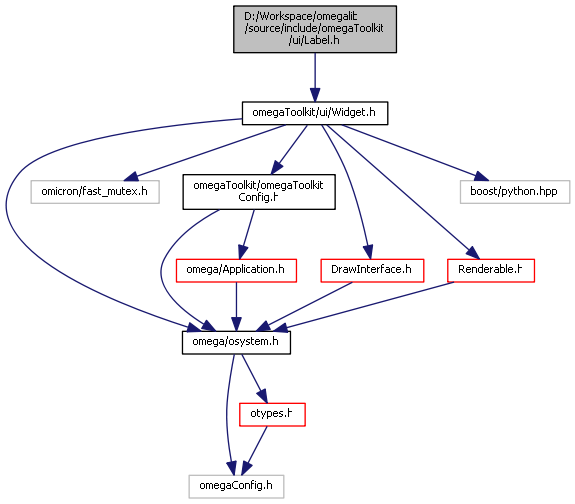 D:/Workspace/omegalib
/source/include/omegaToolkit
/ui/Label.h
omegaToolkit/ui/Widget.h
omicron/fast_mutex.h
omegaToolkit/omegaToolkit
Config.h
boost/python.hpp
omega/Application.h
DrawInterface.h
Renderable.h
omega/osystem.h
otypes.h
omegaConfig.h